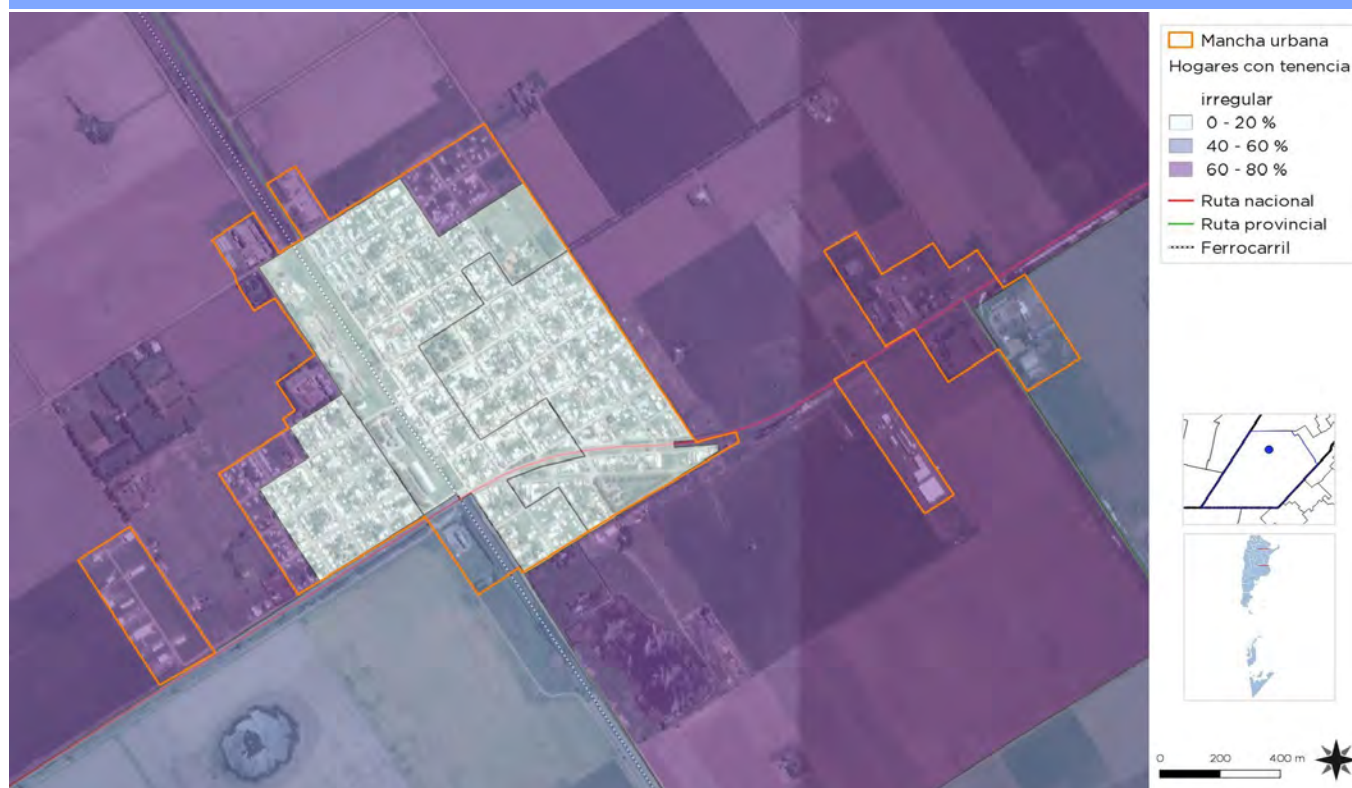 Mancha urbana
Hogares con tenencia
irregular
0 - 20 %
40 - 60 %
60 - 80 %
Ruta nacional
Ruta provincial
Ferrocarril
0 200 400 m